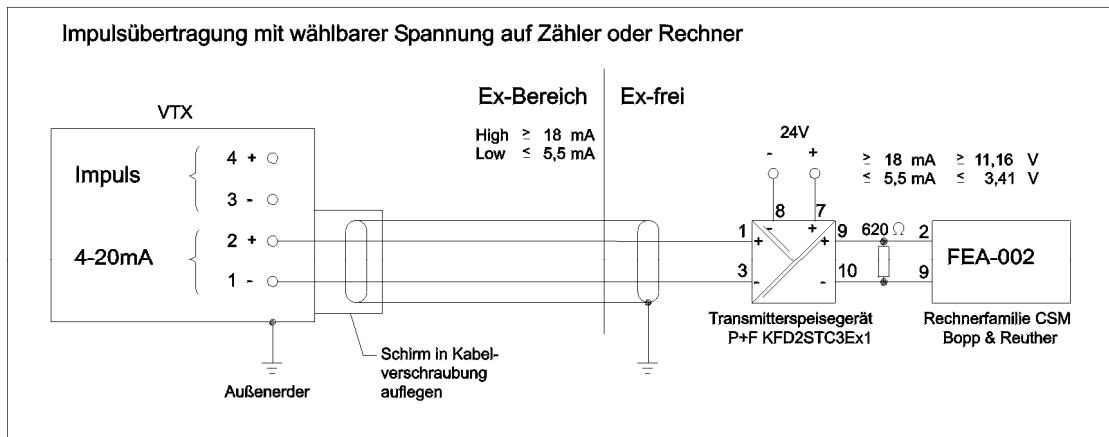 Impulsübertragung mit wählbarer Spannung auf Zähler oder Rechner
Ex-Bereich
Ex-frei
VTX
High ≥ 18 mA
Low ≤ 5,5 mA
24V
- +
≥ 18 mA ≥ 11,16 V
≤ 5,5 mA ≤ 3,41 V
Impuls
4 +
3 -
4-20mA
2 +
1 -
8 7
- +
1 + + 9
3 - - 10
620 Ω
2
9
FEA-002
Transmitterspeisegerät
P+F KFD2STC3Ex1
Rechnerfamilie CSM
Bopp & Reuther
Schirm in Kabel-
verschraubung
auflegen
Außenerder